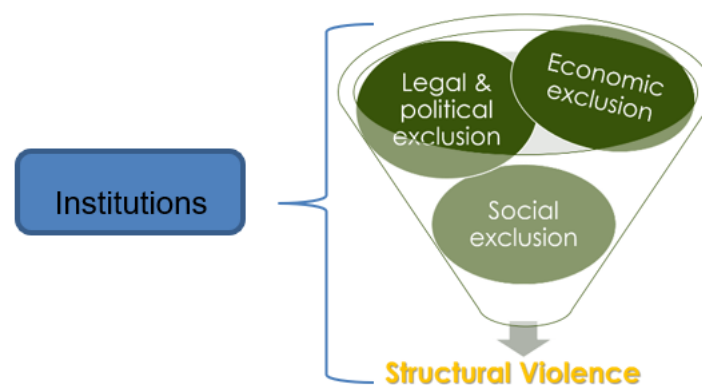 Institutions
Legal &
political
exclusion
Economic
exclusion
Social
exclusion
Structural Violence